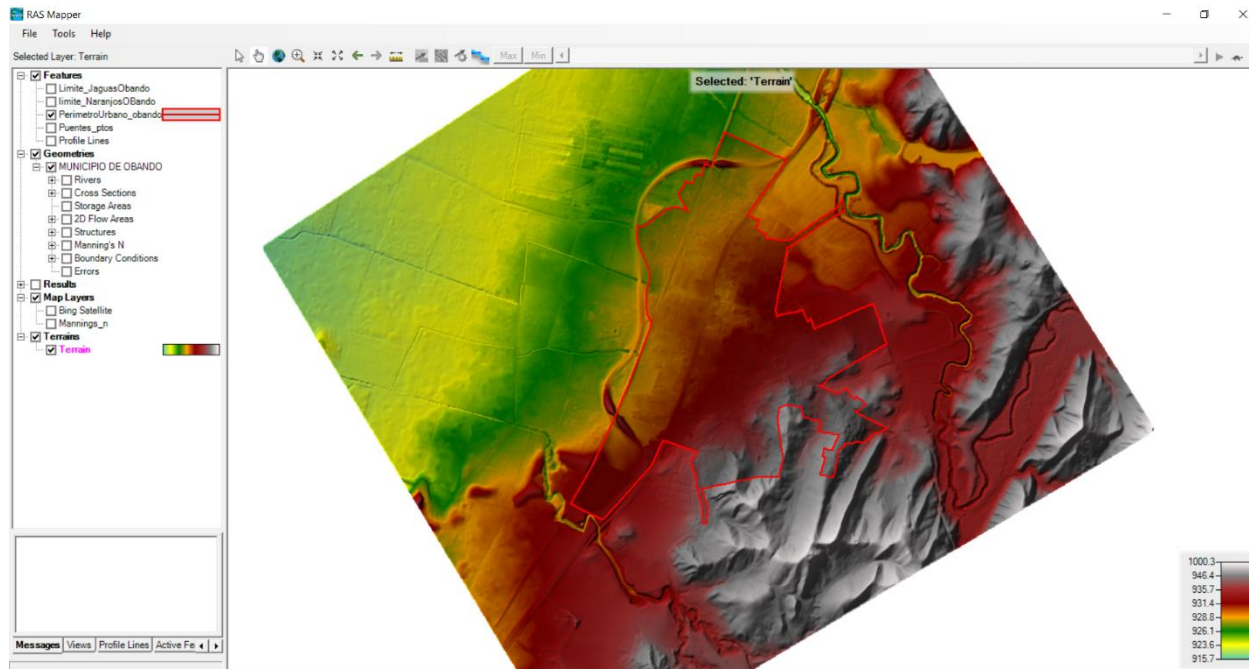 RAS Mapper
File Tools Help
Selected Layer: Terrain
Max Min
Selected: 'Terrain'
Features
Limite_JaguasObando
limite_NaranjosOBando
PerimetroUrbano_obando
Puentes_ptos
Profile Lines
Geometries
MUNICIPIO DE OBANDO
Rivers
Cross Sections
Storage Areas
2D Flow Areas
Structures
Manning's N
Boundary Conditions
Errors
Results
Map Layers
Bing Satellite
Mannings_n
Terrains
Terrain
Messages Views Profile Lines Active Fe
1000.3
946.4
935.7
931.4
928.8
926.1
923.6
915.7